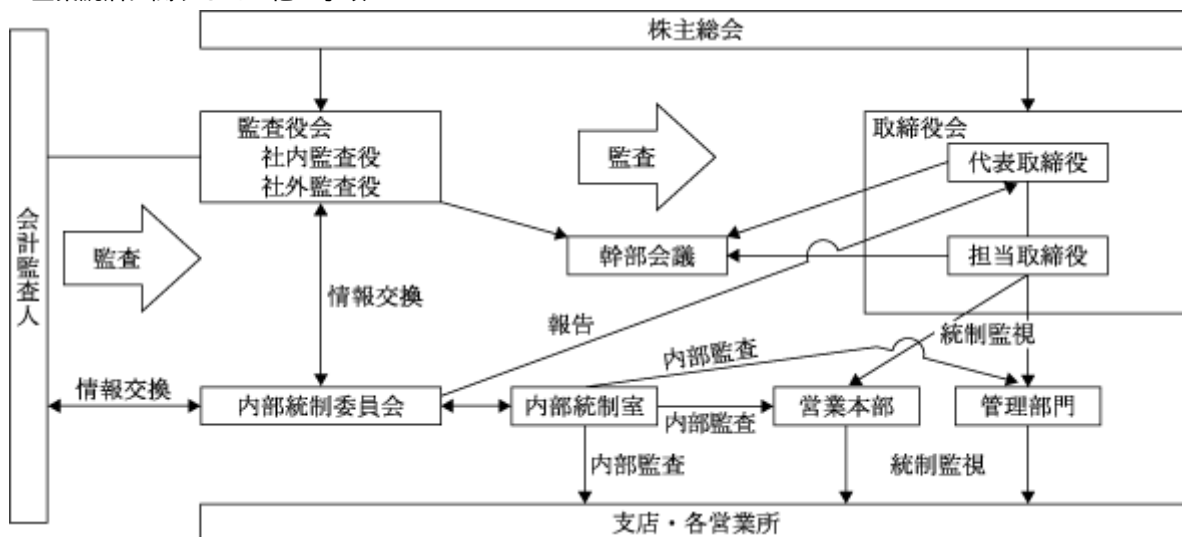 株主総会
監査役会
社内監査役
社外監査役
監査
取締役会
代表取締役
会計監査人
監査
幹部会議
担当取締役
情報交換
報告
統制監視
内部監査
情報交換
内部統制委員会
内部統制室
内部監査
営業本部
管理部門
内部監査
統制監視
支店・各営業所